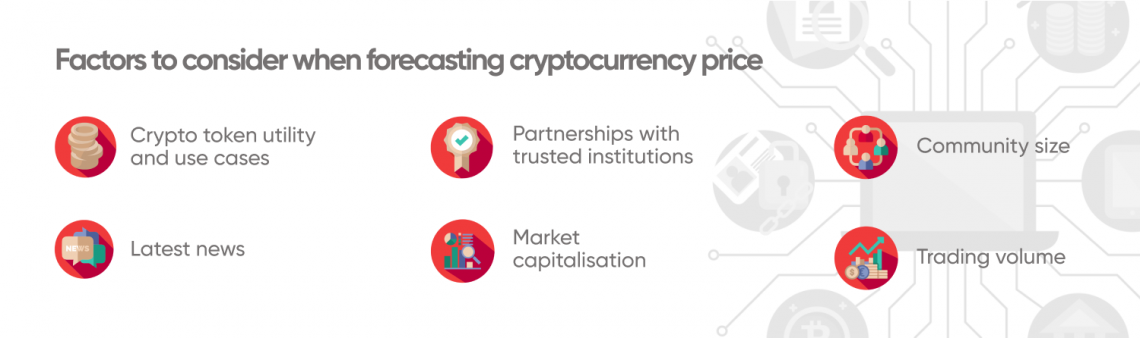 Factors to consider when forecasting cryptocurrency price
Crypto token utility
and use cases
Partnerships with
trusted institutions
Community size
NEWS
Latest news
Market
capitalisation
Trading volume